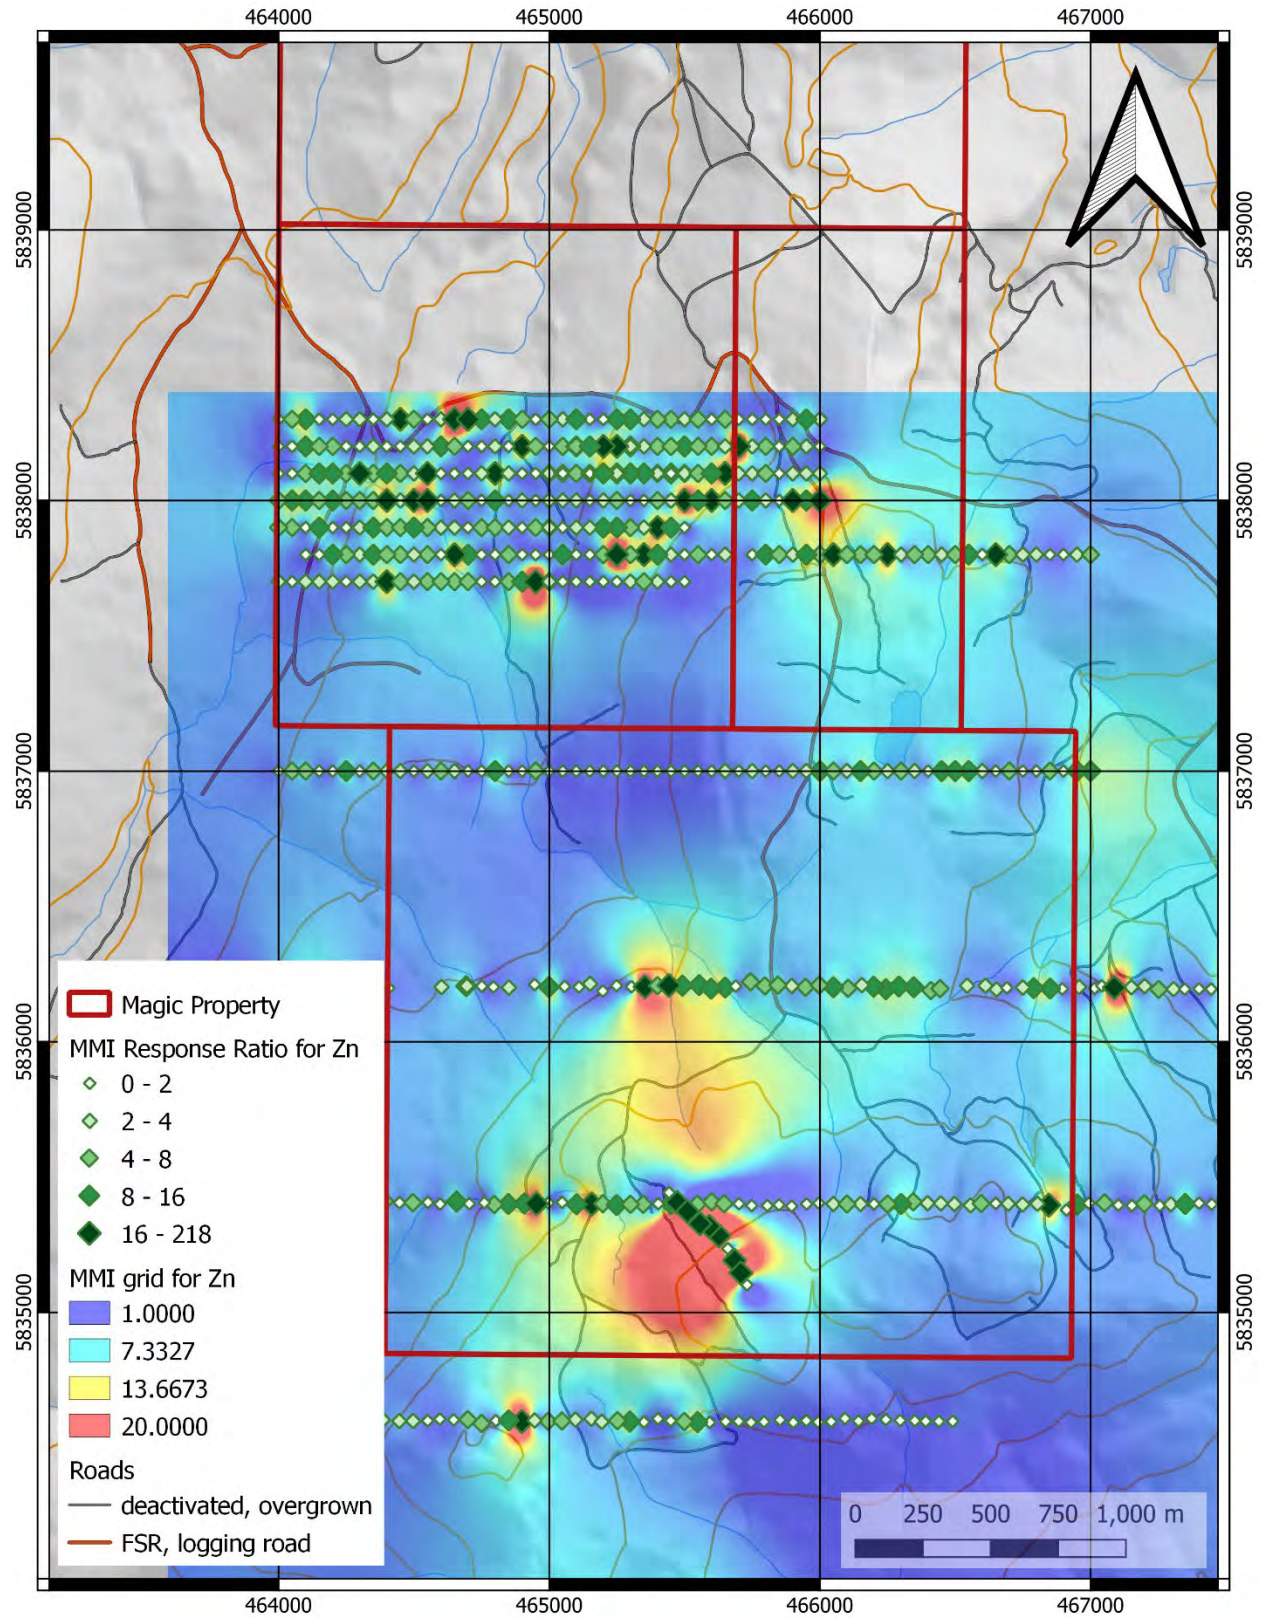 464000 465000 466000 467000
5839000 5839000
5838000 5838000
5837000 5837000
5836000 5836000
5835000 5835000
Magic Property
MMI Response Ratio for Zn
0 - 2
2 - 4
4 - 8
8 - 16
16 - 218
MMI grid for Zn
1.0000
7.3327
13.6673
20.0000
Roads
deactivated, overgrown
FSR, logging road
0 250 500 750 1,000 m
464000 465000 466000 467000